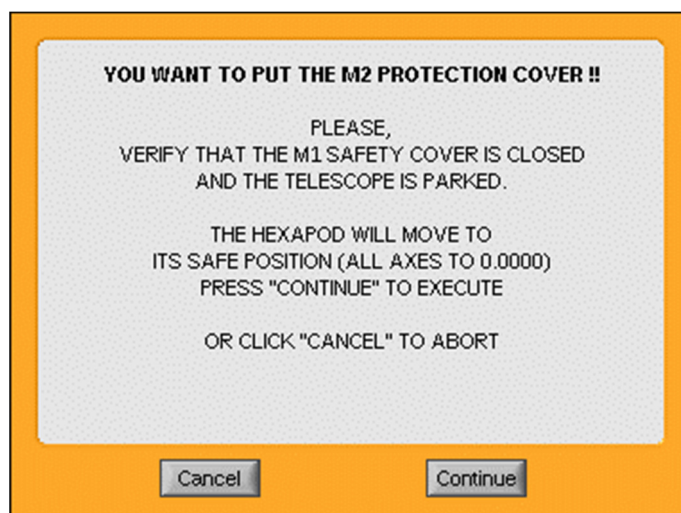 YOU WANT TO PUT THE M2 PROTECTION COVER !!
PLEASE,
VERIFY THAT THE M1 SAFETY COVER IS CLOSED
AND THE TELESCOPE IS PARKED.
THE HEXAPOD WILL MOVE TO
ITS SAFE POSITION (ALL AXES TO 0.0000)
PRESS "CONTINUE" TO EXECUTE
OR CLICK "CANCEL" TO ABORT
Cancel
Continue